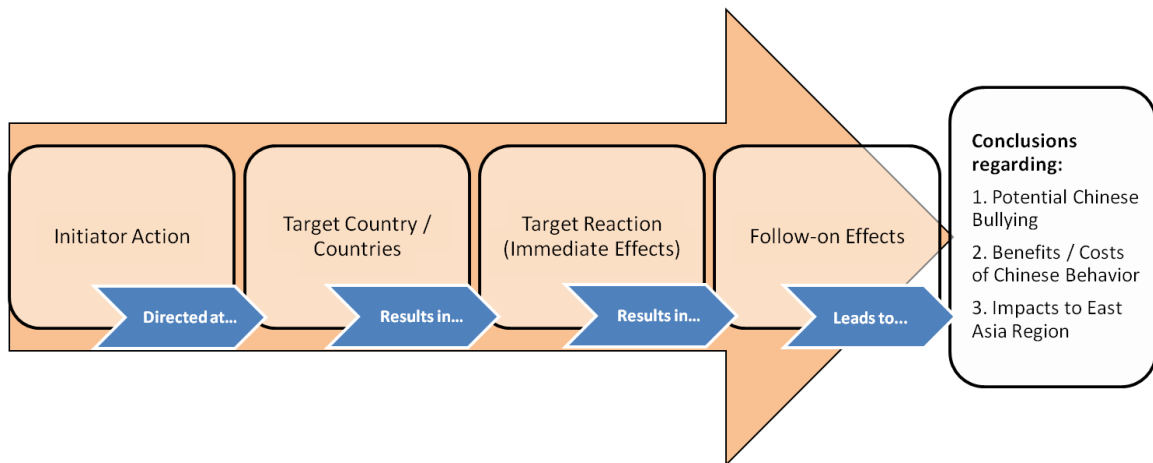 Initiator Action
Directed at...
Target Country /
Countries
Results in...
Target Reaction
(Immediate Effects)
Results in...
Follow-on Effects
Leads to...
Conclusions
regarding:
1. Potential Chinese
Bullying
2. Benefits / Costs
of Chinese Behavior
3. Impacts to East
Asia Region